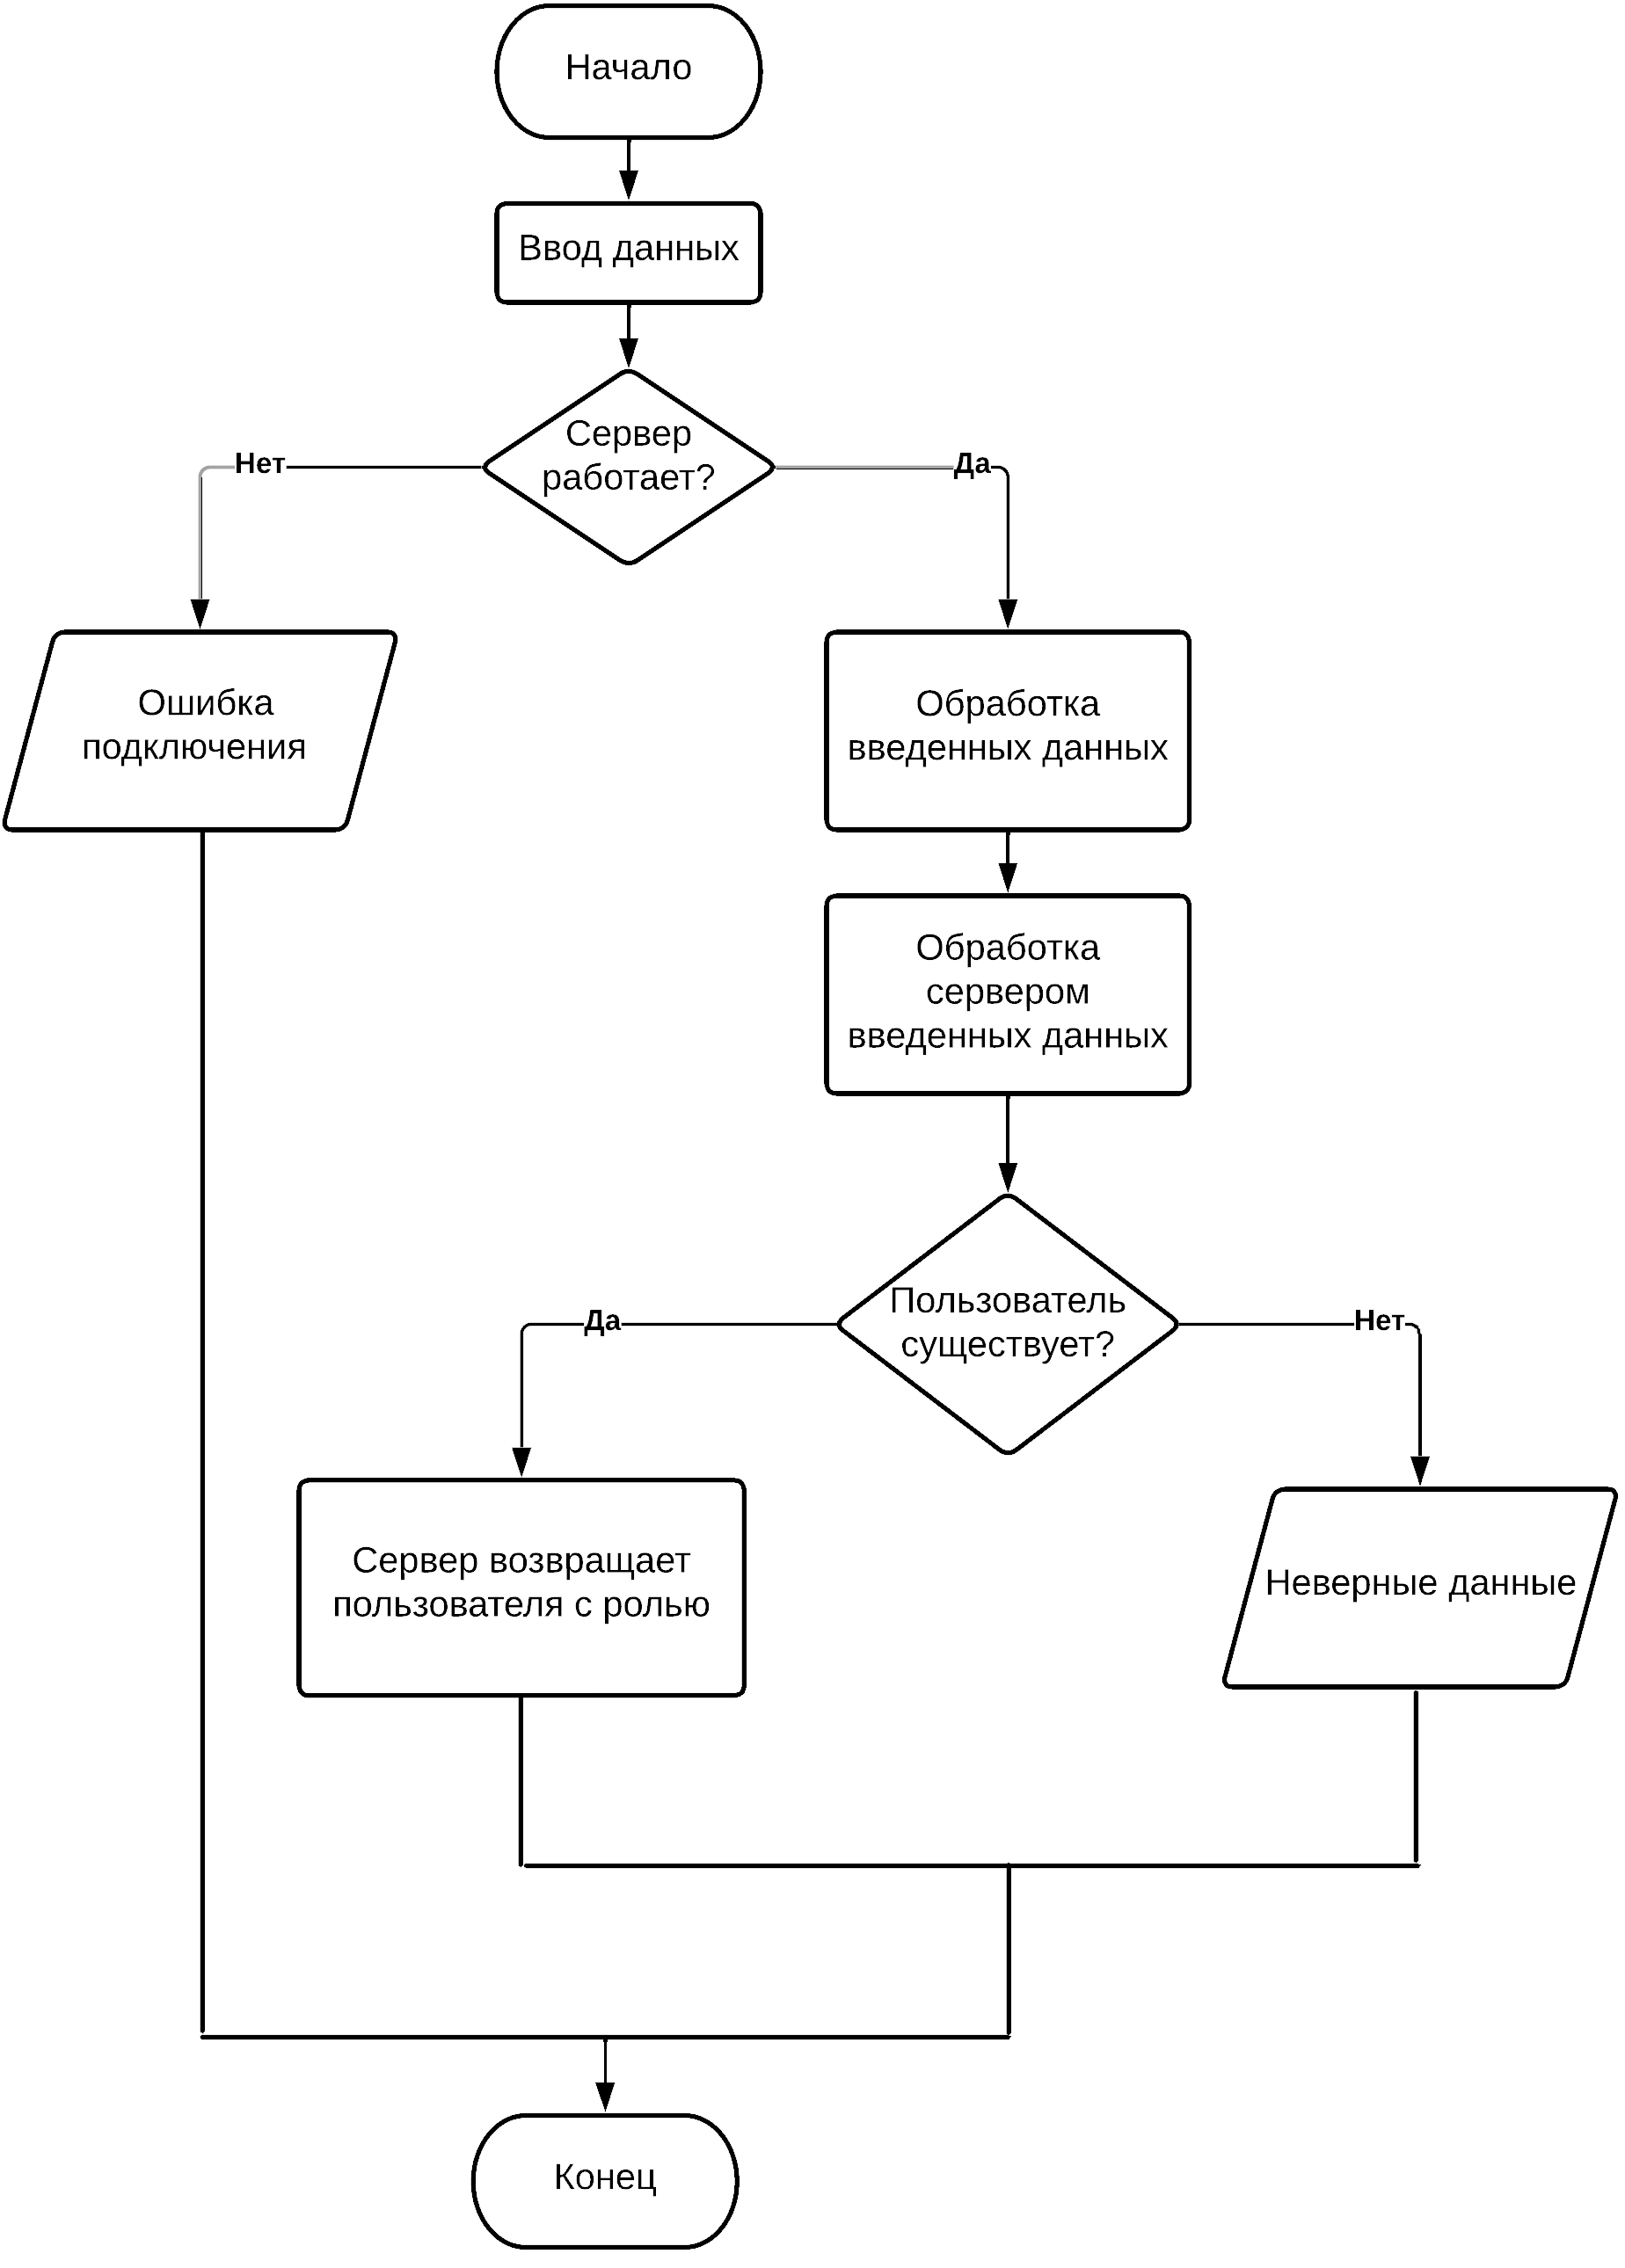 Начало
Ввод данных
Сервер
работает?
Нет
Да
Ошибка
подключения
Обработка
введенных данных
Обработка
сервером
введенных данных
Пользователь
существует?
Да
Нет
Сервер возвращает
пользователя с ролью
Неверные данные
Конец